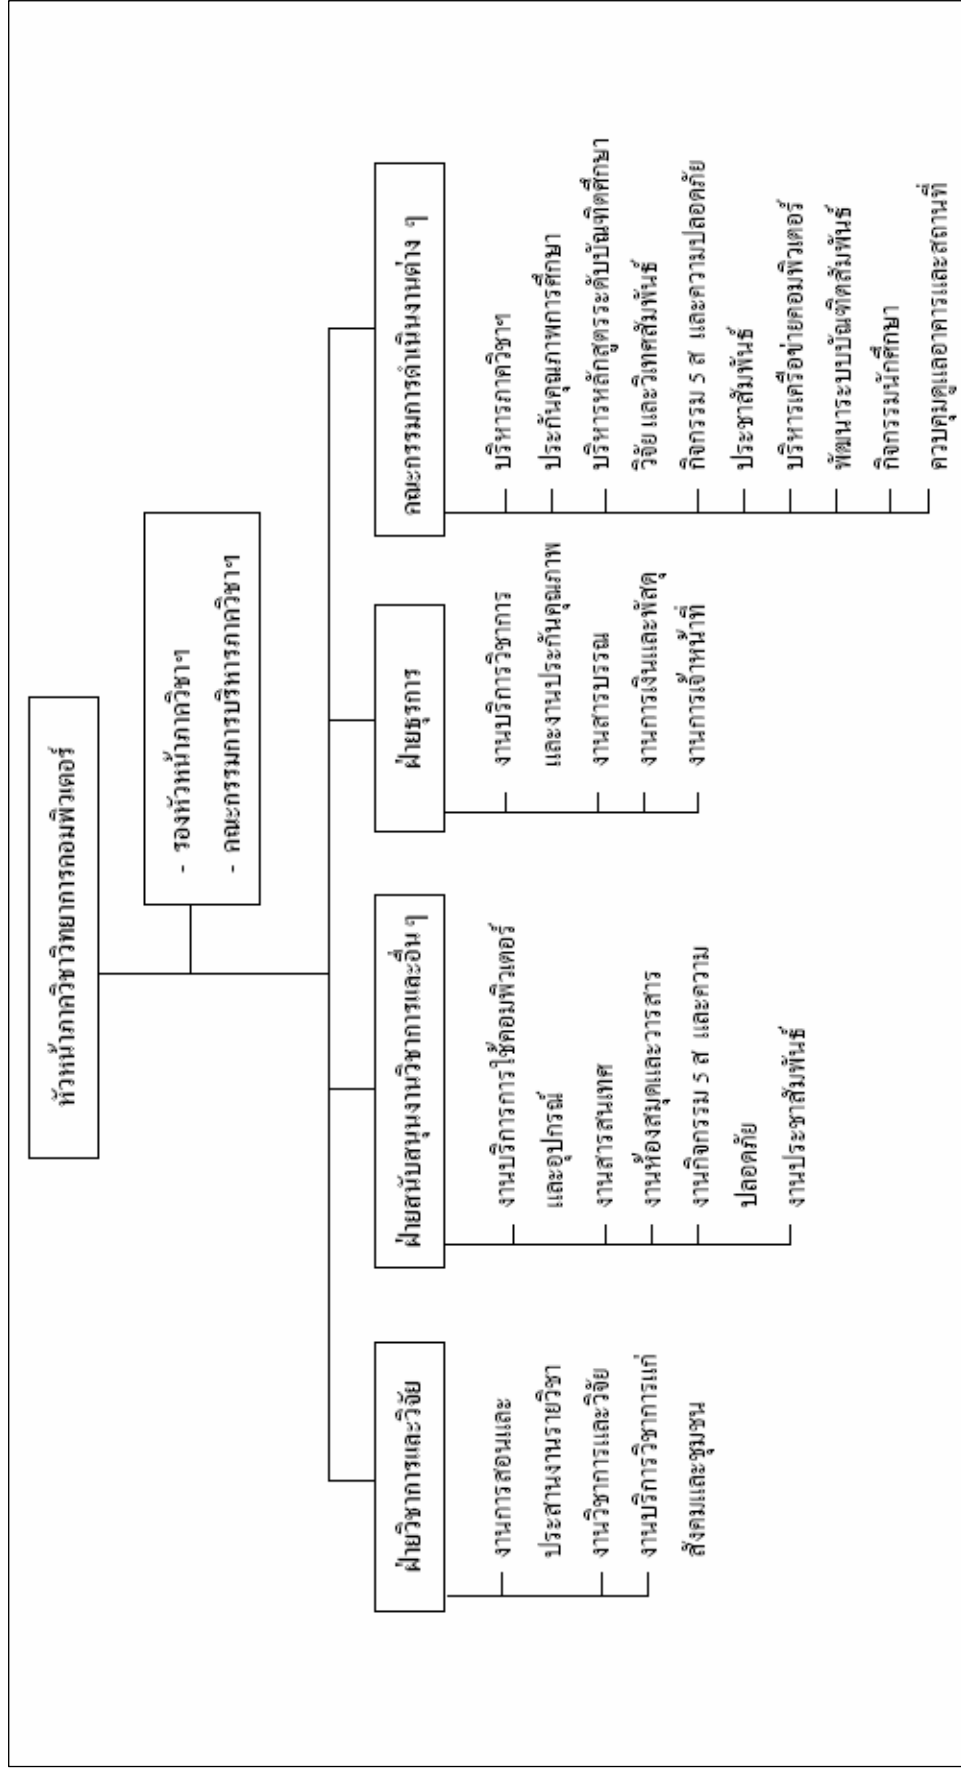 หัวหน้าภาควิชาวิทยาการคอมพิวเตอร์
- รองหัวหน้าภาควิชาฯ
- คณะกรรมการบริหารภาควิชาฯ
ฝ่ายวิชาการและวิจัย
งานการสอนและ
ประสานงานรายวิชา
งานวิชาการและวิจัย
งานบริการวิชาการแก่
สังคมและชุมชน
ฝ่ายสนับสนุนงานวิชาการและอื่น ๆ
งานบริการการใช้คอมพิวเตอร์
และอุปกรณ์
งานสารสนเทศ
งานห้องสมุดและวารสาร
งานกิจกรรม 5 ส และความ
ปลอดภัย
งานประชาสัมพันธ์
ฝ่ายธุรการ
งานบริการวิชาการ
และงานประกันคุณภาพ
งานสารบรรณ
งานการเงินและพัสดุ
งานการเจ้าหน้าที่
คณะกรรมการดำเนินงานต่าง ๆ
บริหารภาควิชาฯ
ประกันคุณภาพการศึกษา
บริหารหลักสูตรระดับบัณฑิตศึกษา
วิจัย และวิเทศสัมพันธ์
กิจกรรม 5 ส และความปลอดภัย
ประชาสัมพันธ์
บริหารเครือข่ายคอมพิวเตอร์
พัฒนาระบบบัณฑิตสัมพันธ์
กิจกรรมนักศึกษา
ควบคุมดูแลอาคารและสถานที่